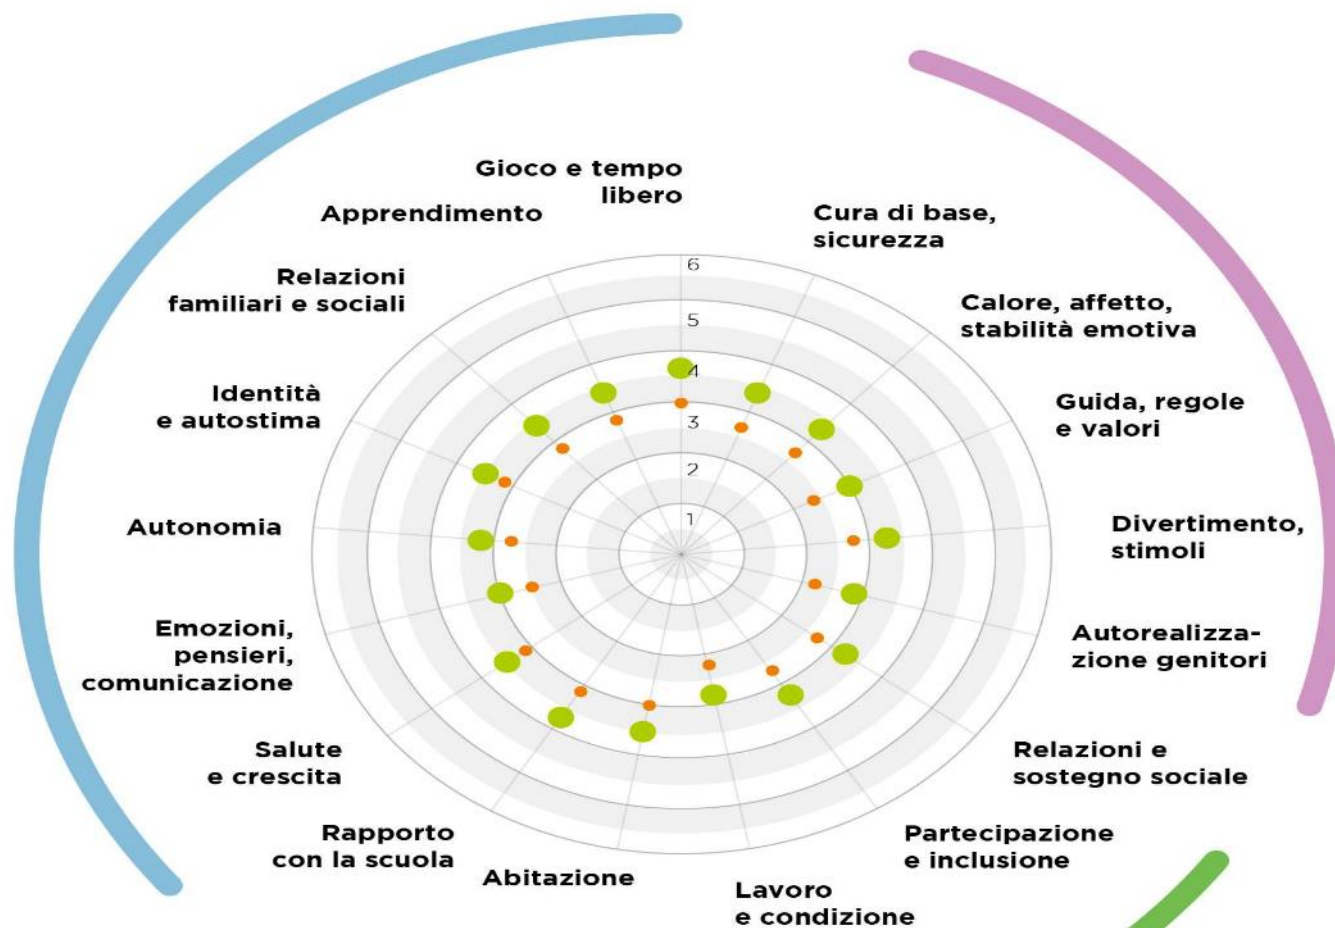 Gioco e tempo
libero
Apprendimento
Relazioni
familiari e sociali
Identità
e autostima
Autonomia
Emozioni,
pensieri,
comunicazione
Salute
e crescita
Rapporto
con la scuola
Abitazione
Lavoro
e condizione
Partecipazione
e inclusione
Relazioni e
sostegno sociale
Autorealizza-
zione genitori
Divertimento,
stimoli
Guida, regole
e valori
Calore, affetto,
stabilità emotiva
Cura di base,
sicurezza
6
5
4
3
2
1